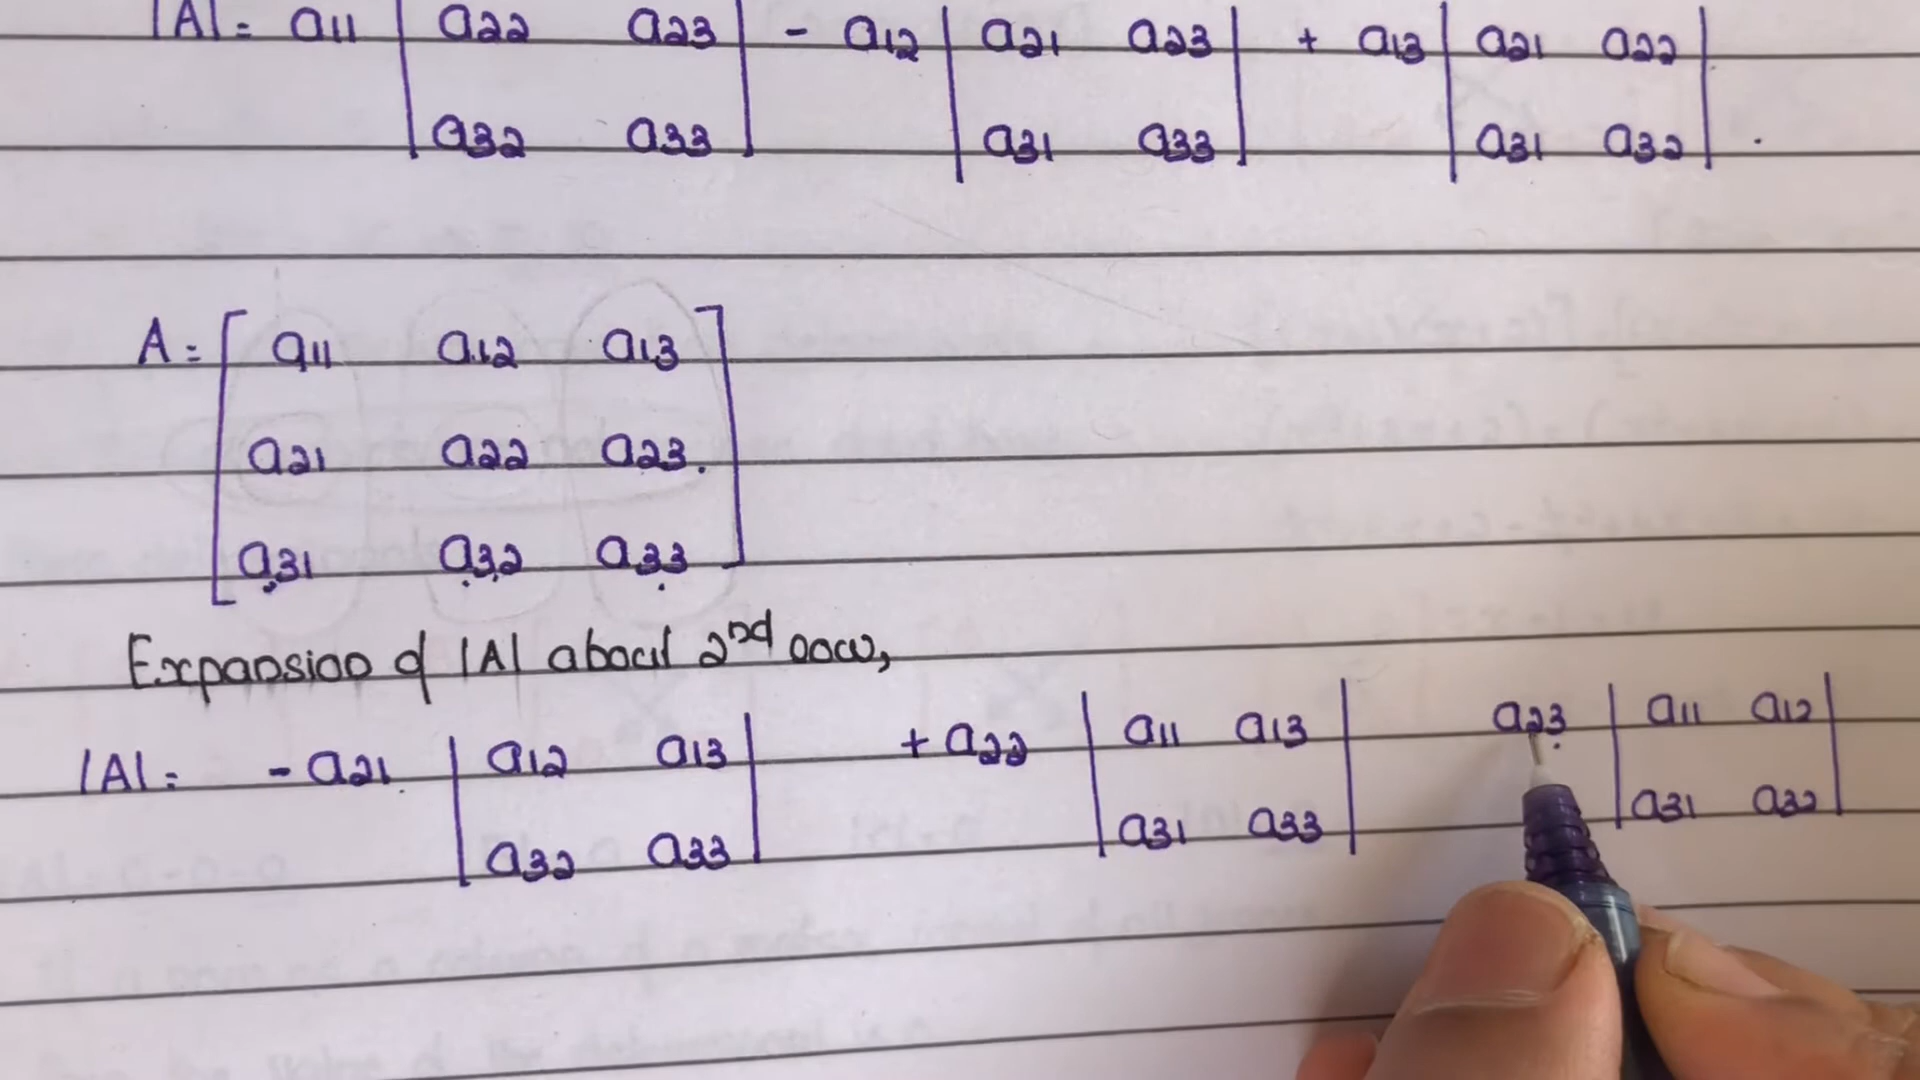 |A| = a11 | a22 a23 | - a12 | a21 a23 | + a13 | a21 a22 |
| a32 a33 | | a31 a33 | | a31 a32 | .
A = [ a11 a12 a13 ]
a21 a22 a23.
a31 a32 a33
Expansion of |A| about 2nd row,
|A| = - a21 | a12 a13 | + a22 | a11 a13 | a23 | a11 a12 |
| a32 a33 | | a31 a33 | | a31 a32 |